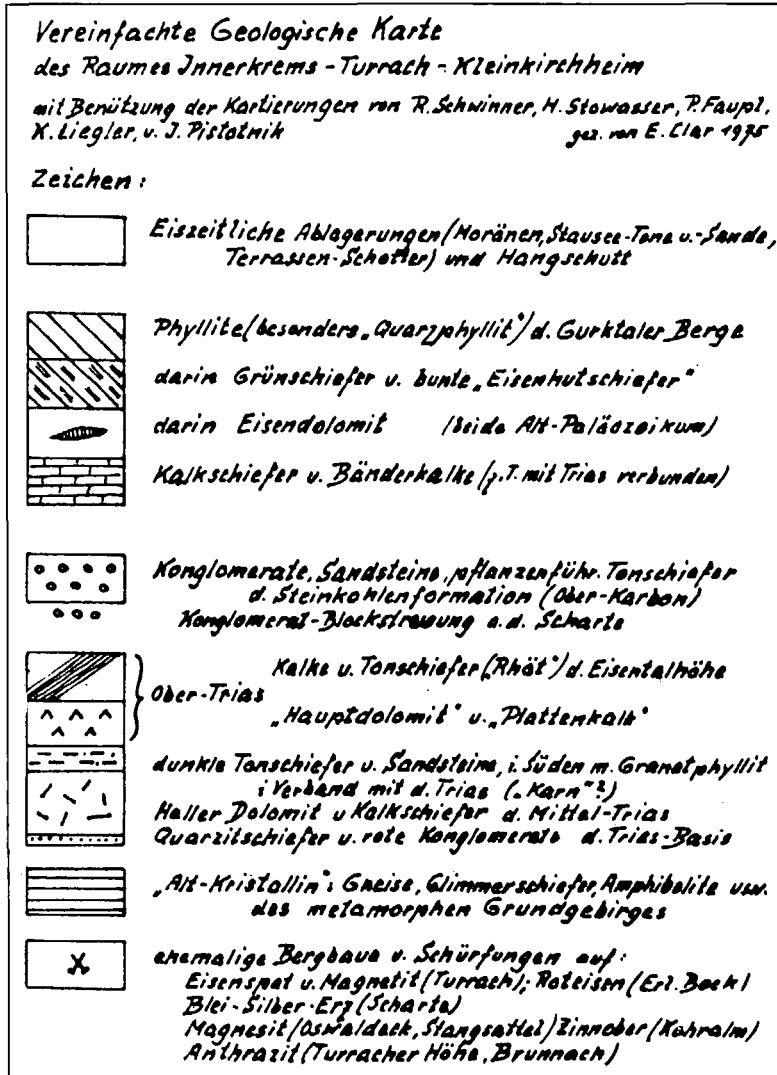 Vereinfachte Geologische Karte
des Raumes Innerkrems - Turrach - Kleinkirchheim
mit Benützung der Kartierungen von R. Schwinner, H. Stowasser, P. Faupl,
K. Liegler, u. J. Pistotnik gez. von E. Clar 1975
Zeichen:
Eiszeitliche Ablagerungen (Moränen, Stausee-Tone u.-Sande,
Terrassen-Schotter) und Hangschutt
Phyllite (besonders „Quarzphyllit") d. Gurktaler Berge
darin Grünschiefer u. bunte „Eisenhutschiefer"
darin Eisendolomit (beide Alt-Paläozoikum)
Kalkschiefer u. Bänderkalke (z.T. mit Trias verbunden)
Konglomerate, Sandsteine, pflanzenführ. Tonschiefer
d. Steinkohlenformation (Ober-Karbon)
Konglomerat-Blockstreuung a.d. Scharte
Kalke u. Tonschiefer („Rhät") d. Eisentalhöhe
Ober-Trias
„Hauptdolomit" u. „Plattenkalk"
dunkle Tonschiefer u. Sandsteine, i. Süden m. Granatphyllit
i Verband mit d. Trias („Karn"?)
Heller Dolomit u Kalkschiefer d. Mittel-Trias
Quarzitschiefer u. rote Konglomerate d. Trias-Basis
„Alt-Kristallin": Gneise, Glimmerschiefer, Amphibolite usw.
des metamorphen Grundgebirges
ehemalige Bergbaue u. Schürfungen auf:
Eisenspat u. Magnetit (Turrach); Roteisen (Erl. Bock)
Blei-Silber-Erz (Scharte)
Magnesit (Oswaldeck, Stangsattel) Zinnober (Kohralm)
Anthrazit (Turracher Höhe, Brunnach)